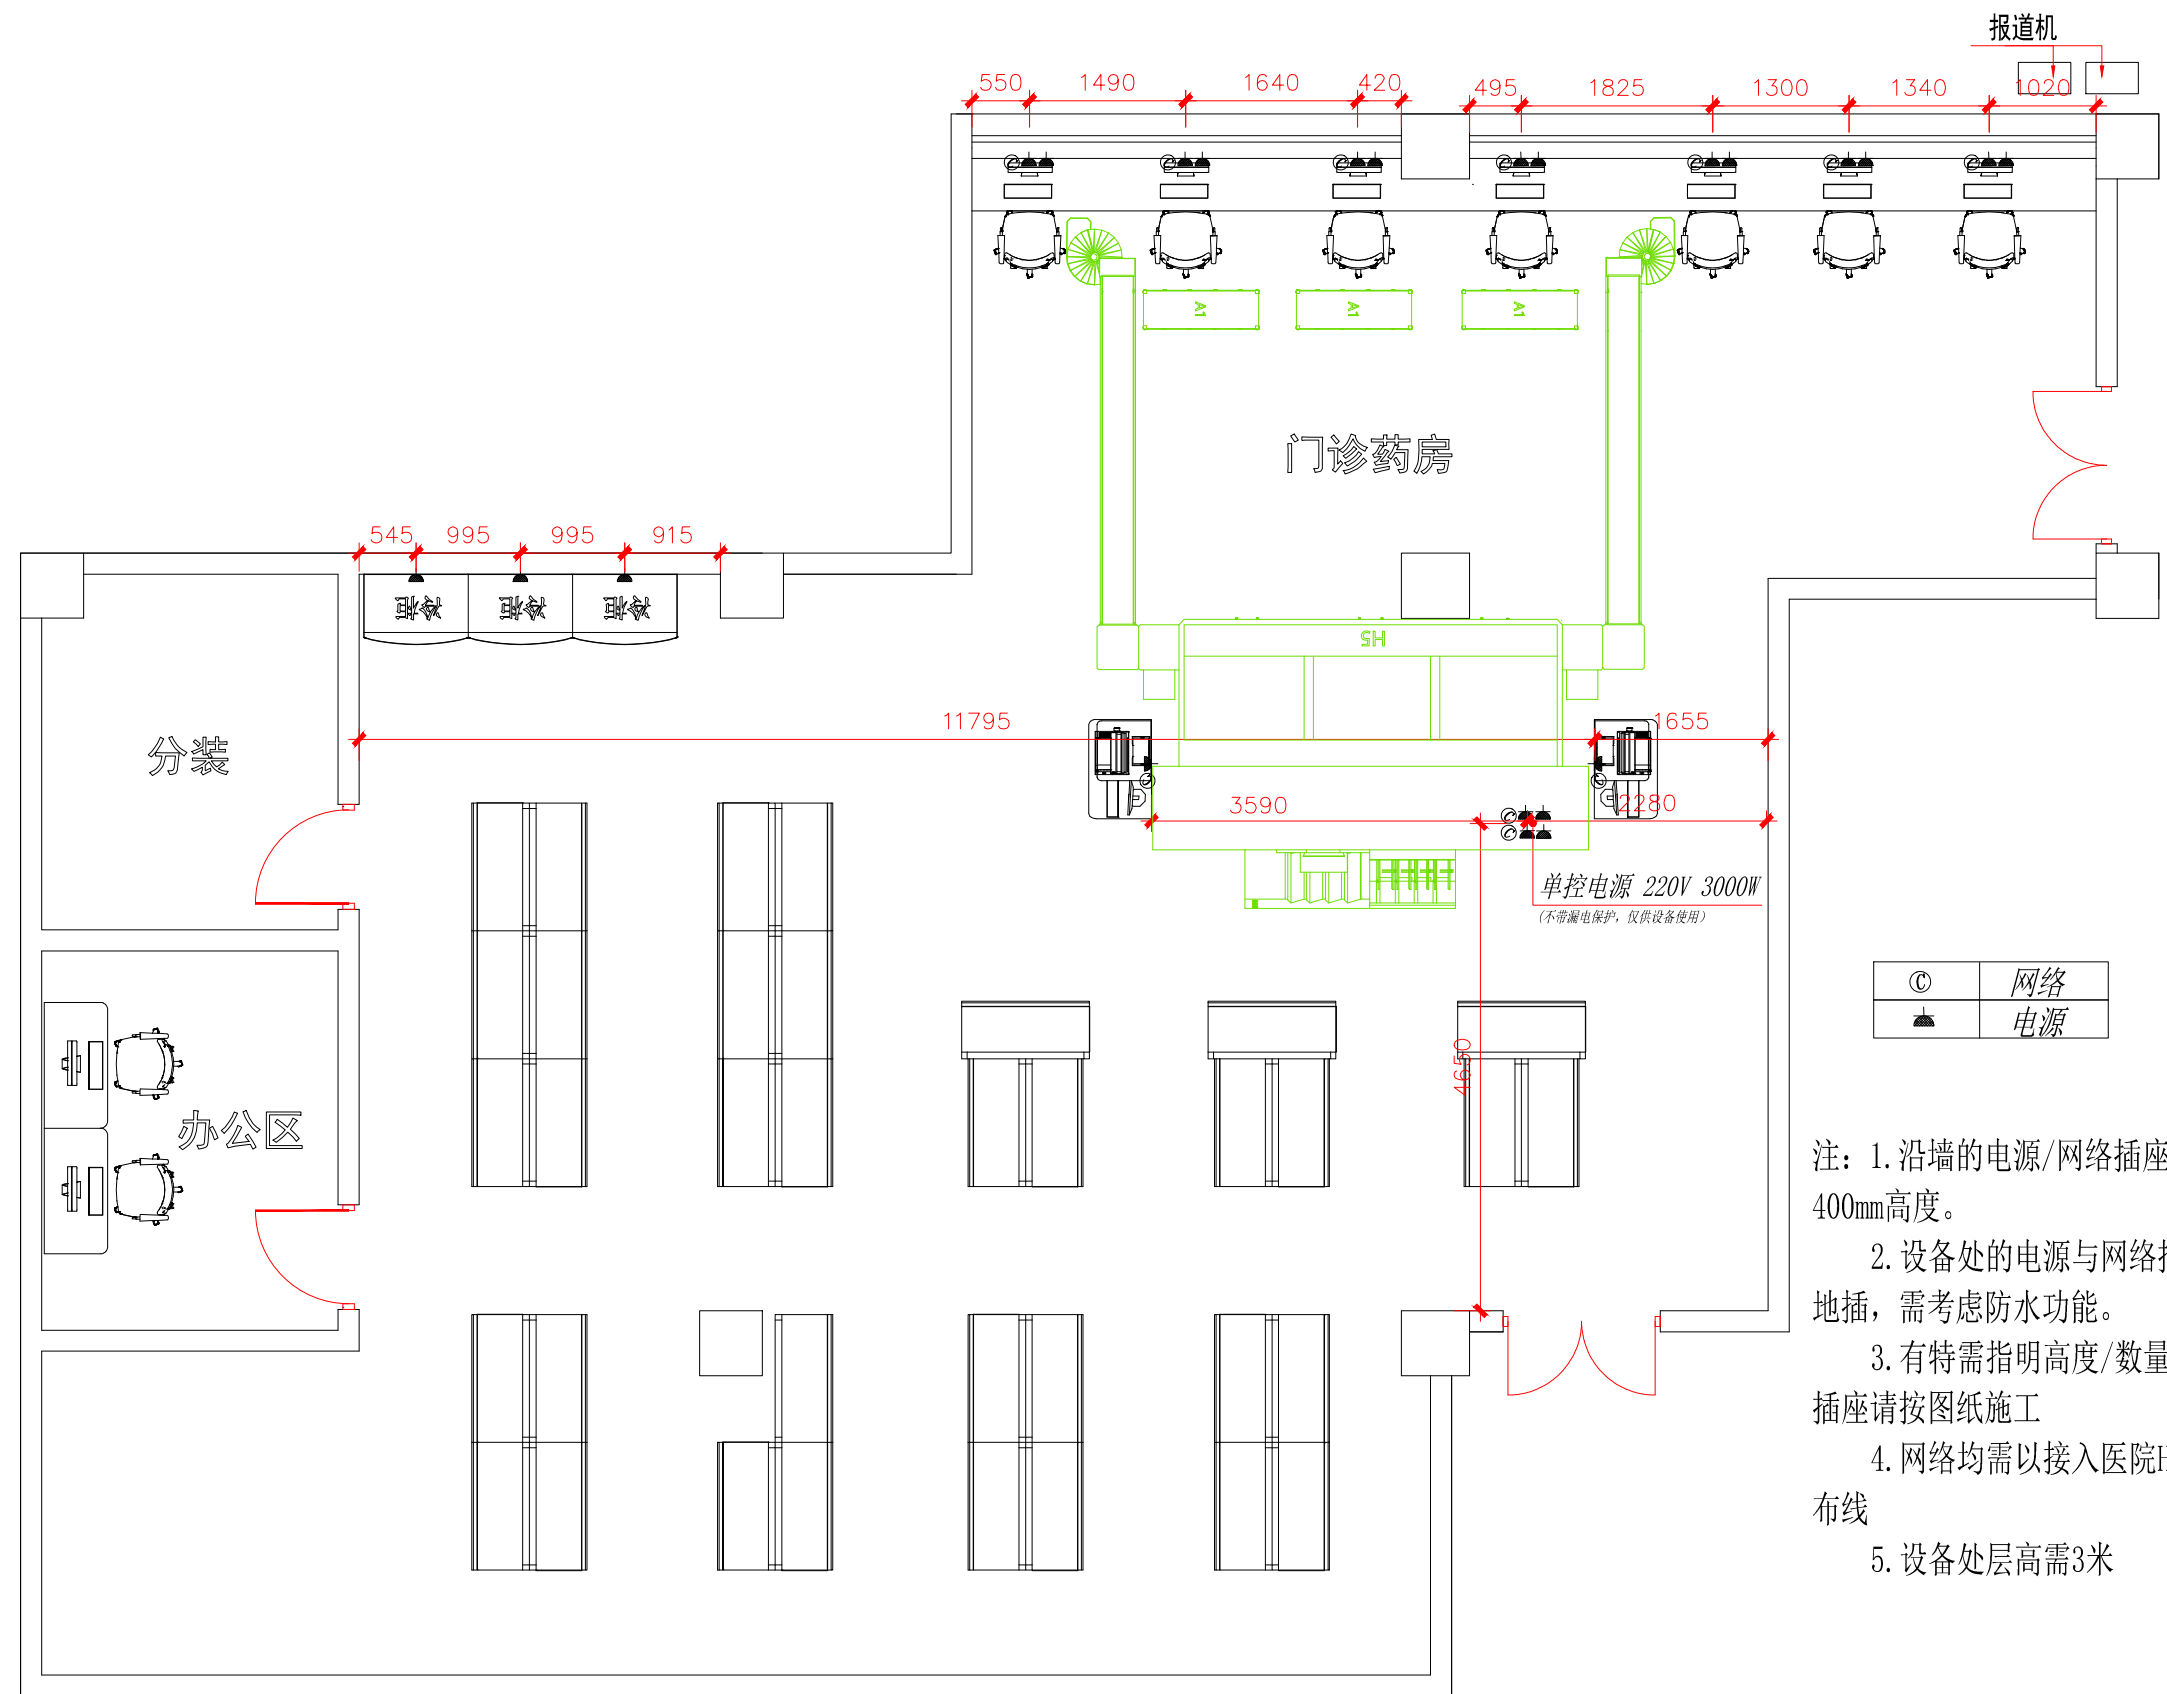 报道机
550 1490 1640 420 495 1825 1300 1340 1020
A1 A1 A1
门诊药房
545 995 995 915
冷柜 冷柜 冷柜
H5
11795 1655
分装
3590 2280
单控电源 220V 3000W
(不带漏电保护，仅供设备使用)
Ⓒ 网络
电源
4650
办公区
注：1.沿墙的电源/网络插座
400mm高度。
2.设备处的电源与网络
地插，需考虑防水功能。
3.有特需指明高度/数量
插座请按图纸施工
4.网络均需以接入医院H
布线
5.设备处层高需3米